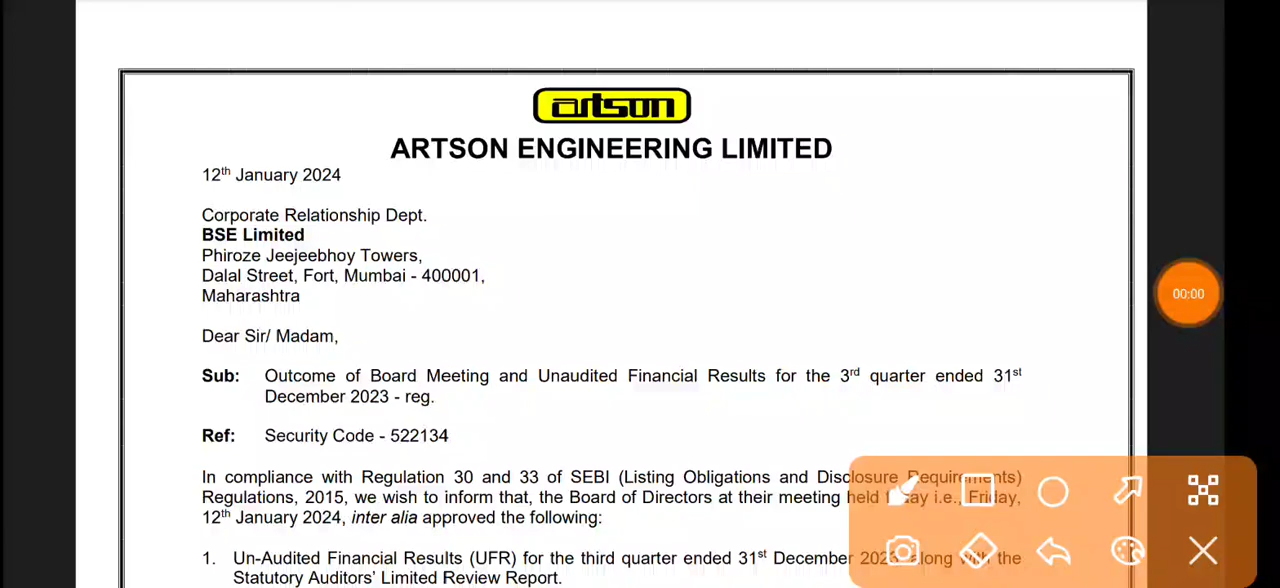 artson
ARTSON ENGINEERING LIMITED
12th January 2024
Corporate Relationship Dept.
BSE Limited
Phiroze Jeejeebhoy Towers,
Dalal Street, Fort, Mumbai - 400001,
Maharashtra
Dear Sir/ Madam,
Sub: Outcome of Board Meeting and Unaudited Financial Results for the 3rd quarter ended 31st
December 2023 - reg.
Ref: Security Code - 522134
In compliance with Regulation 30 and 33 of SEBI (Listing Obligations and Disclosure Requirements)
Regulations, 2015, we wish to inform that, the Board of Directors at their meeting held today i.e., Friday,
12th January 2024, inter alia approved the following:
1. Un-Audited Financial Results (UFR) for the third quarter ended 31st December 2023 along with the
Statutory Auditors' Limited Review Report.
00:00